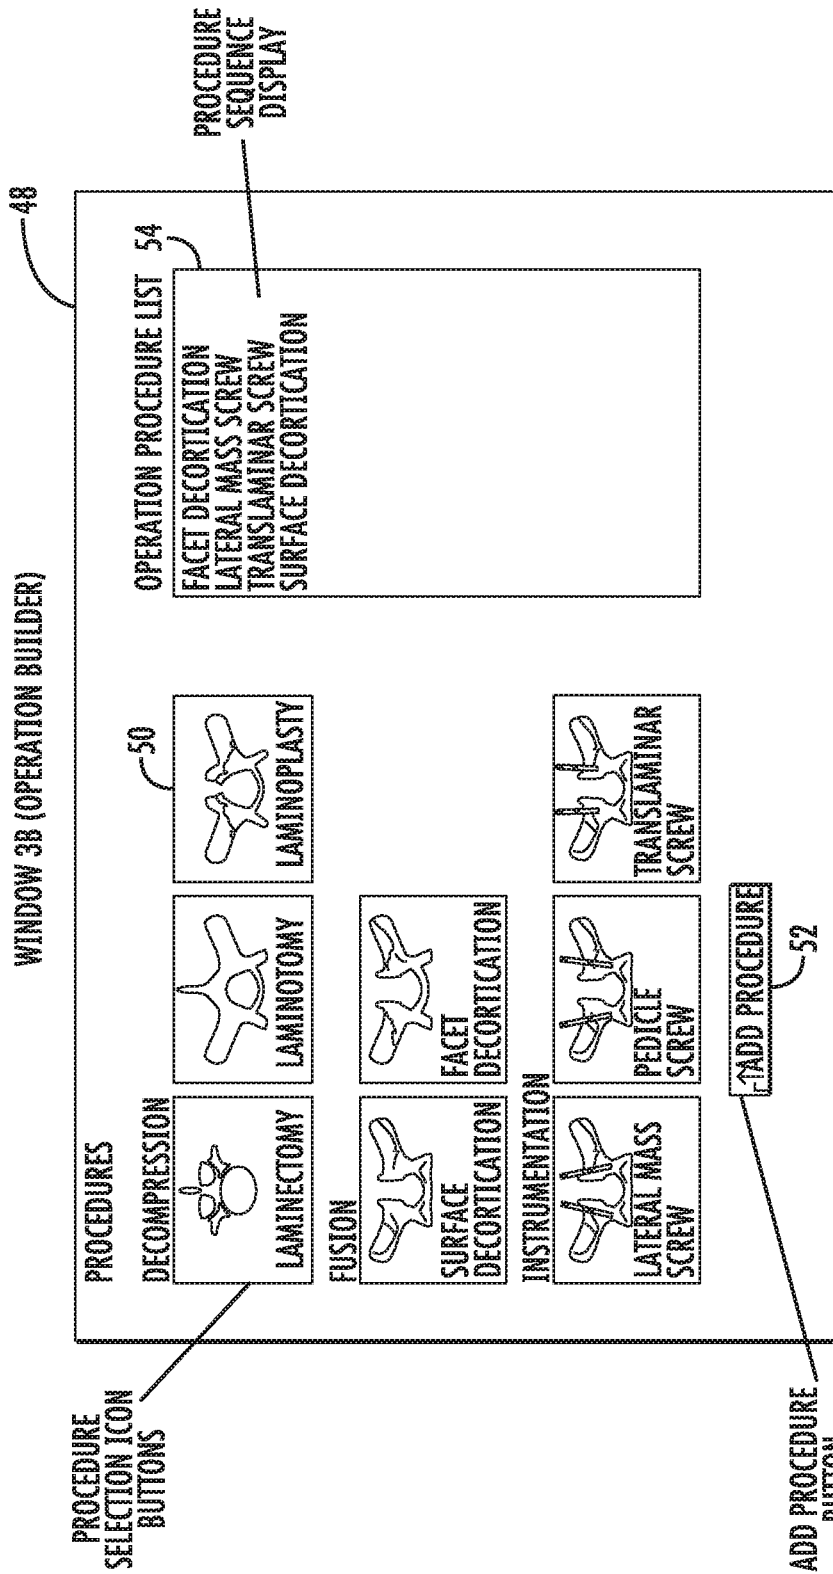 WINDOW 3B (OPERATION BUILDER)
48
PROCEDURES
DECOMPRESSION
LAMINECTOMY
LAMINOTOMY
LAMINOPLASTY
50
FUSION
SURFACE
DECORTICATION
FACET
DECORTICATION
INSTRUMENTATION
LATERAL MASS
SCREW
PEDICLE
SCREW
TRANSLAMINAR
SCREW
ADD PROCEDURE
52
OPERATION PROCEDURE LIST
54
FACET DECORTICATION
LATERAL MASS SCREW
TRANSLAMINAR SCREW
SURFACE DECORTICATION
PROCEDURE
SEQUENCE
DISPLAY
PROCEDURE
SELECTION ICON
BUTTONS
ADD PROCEDURE
BUTTON